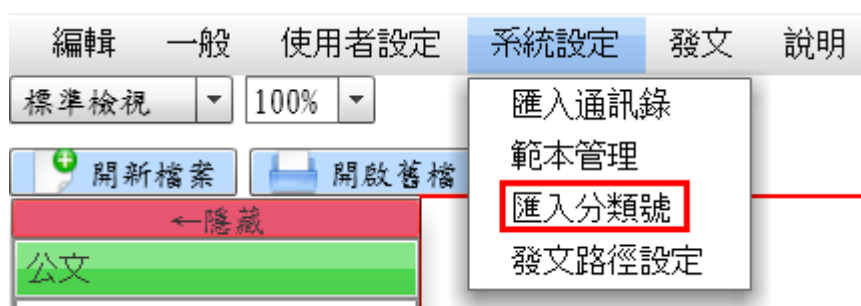 編輯 一般 使用者設定 系統設定 發文 說明
標準檢視 100%
匯入通訊錄
範本管理
開新檔案 開啟舊檔
匯入分類號
←隱藏
公文
發文路徑設定